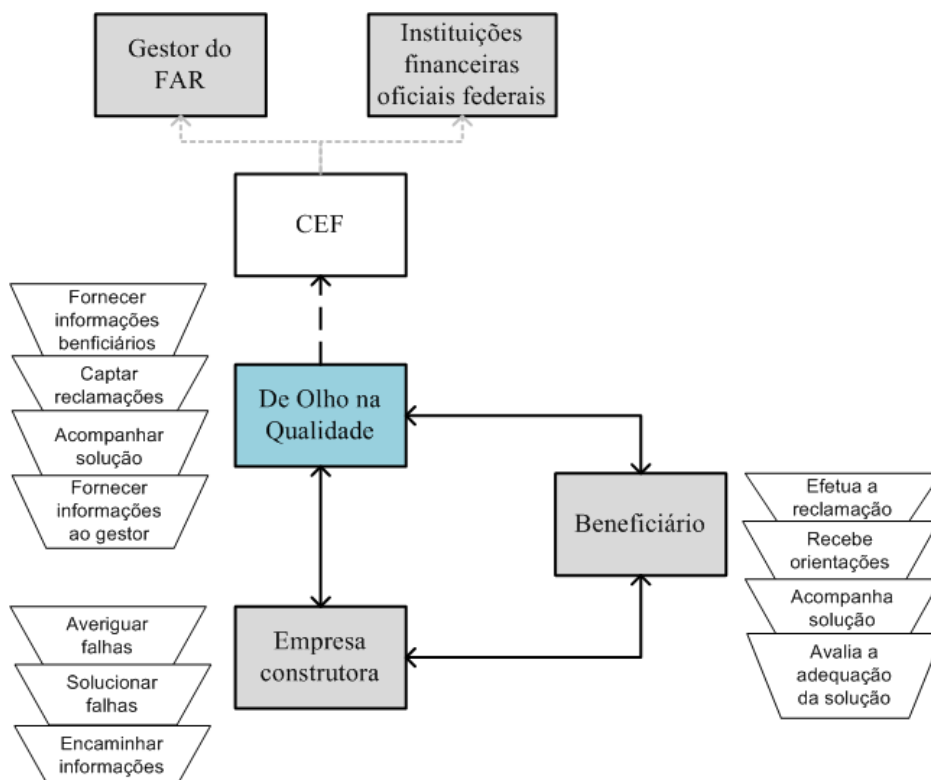 Gestor do
FAR
Instituições
financeiras
oficiais federais
CEF
Fornecer
informações
benficiários
Captar
reclamações
Acompanhar
solução
Fornecer
informações
ao gestor
De Olho na
Qualidade
Beneficiário
Efetua a
reclamação
Recebe
orientações
Acompanha
solução
Avalia a
adequação
da solução
Averiguar
falhas
Solucionar
falhas
Encaminhar
informações
Empresa
construtora